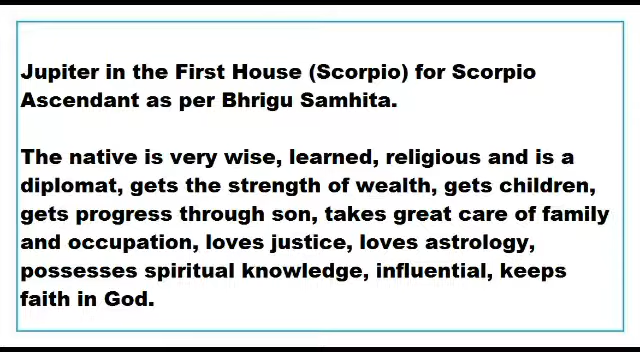 Jupiter in the First House (Scorpio) for Scorpio
Ascendant as per Bhrigu Samhita.
The native is very wise, learned, religious and is a
diplomat, gets the strength of wealth, gets children,
gets progress through son, takes great care of family
and occupation, loves justice, loves astrology,
possesses spiritual knowledge, influential, keeps
faith in God.